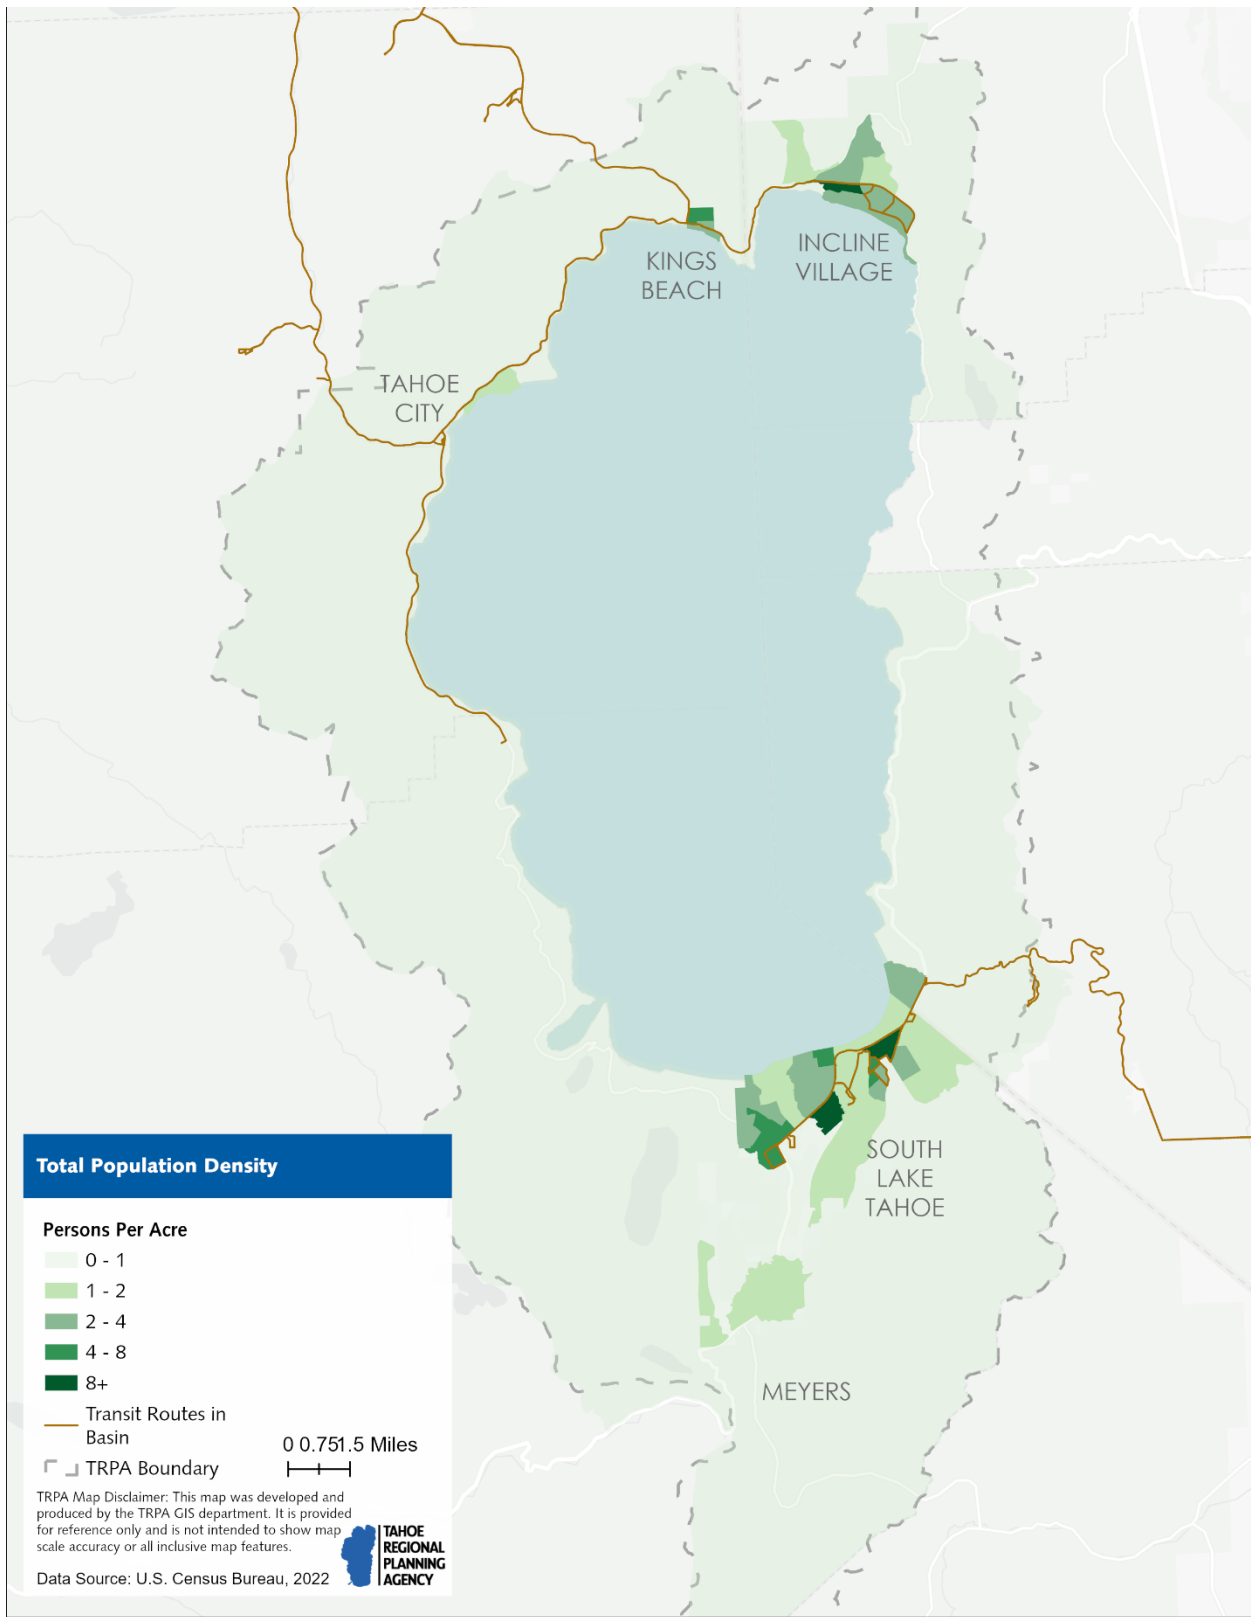 KINGS
BEACH
INCLINE
VILLAGE
TAHOE
CITY
SOUTH
LAKE
TAHOE
MEYERS
Total Population Density
Persons Per Acre
0 - 1
1 - 2
2 - 4
4 - 8
8+
Transit Routes in
Basin
TRPA Boundary
0 0.751.5 Miles
TRPA Map Disclaimer: This map was developed and
produced by the TRPA GIS department. It is provided
for reference only and is not intended to show map
scale accuracy or all inclusive map features.
Data Source: U.S. Census Bureau, 2022
TAHOE
REGIONAL
PLANNING
AGENCY